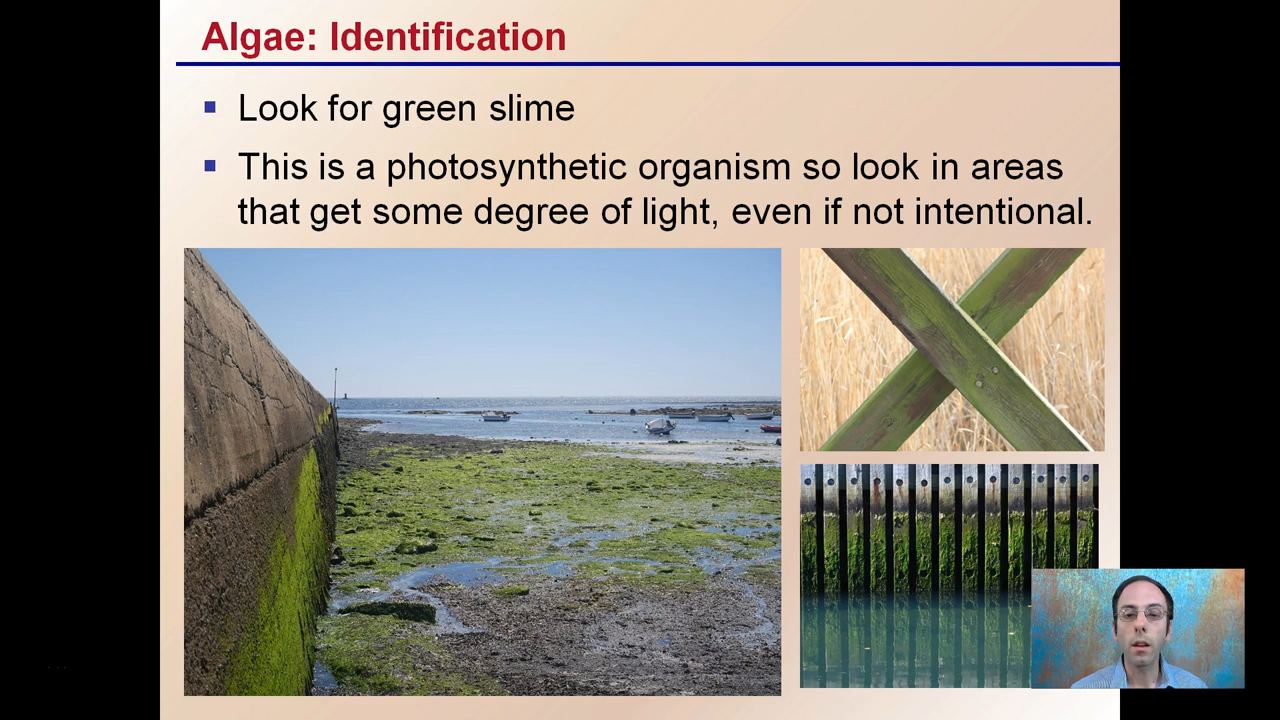 Algae: Identification
Look for green slime
This is a photosynthetic organism so look in areas
that get some degree of light, even if not intentional.